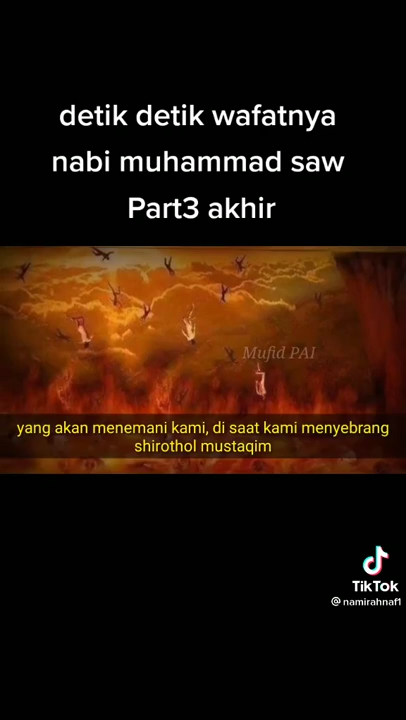 detik detik wafatnya
nabi muhammad saw
Part3 akhir
Mufid PAI
yang akan menemani kami, di saat kami menyebrang
shirothol mustaqim
TikTok
@namirahnaf1